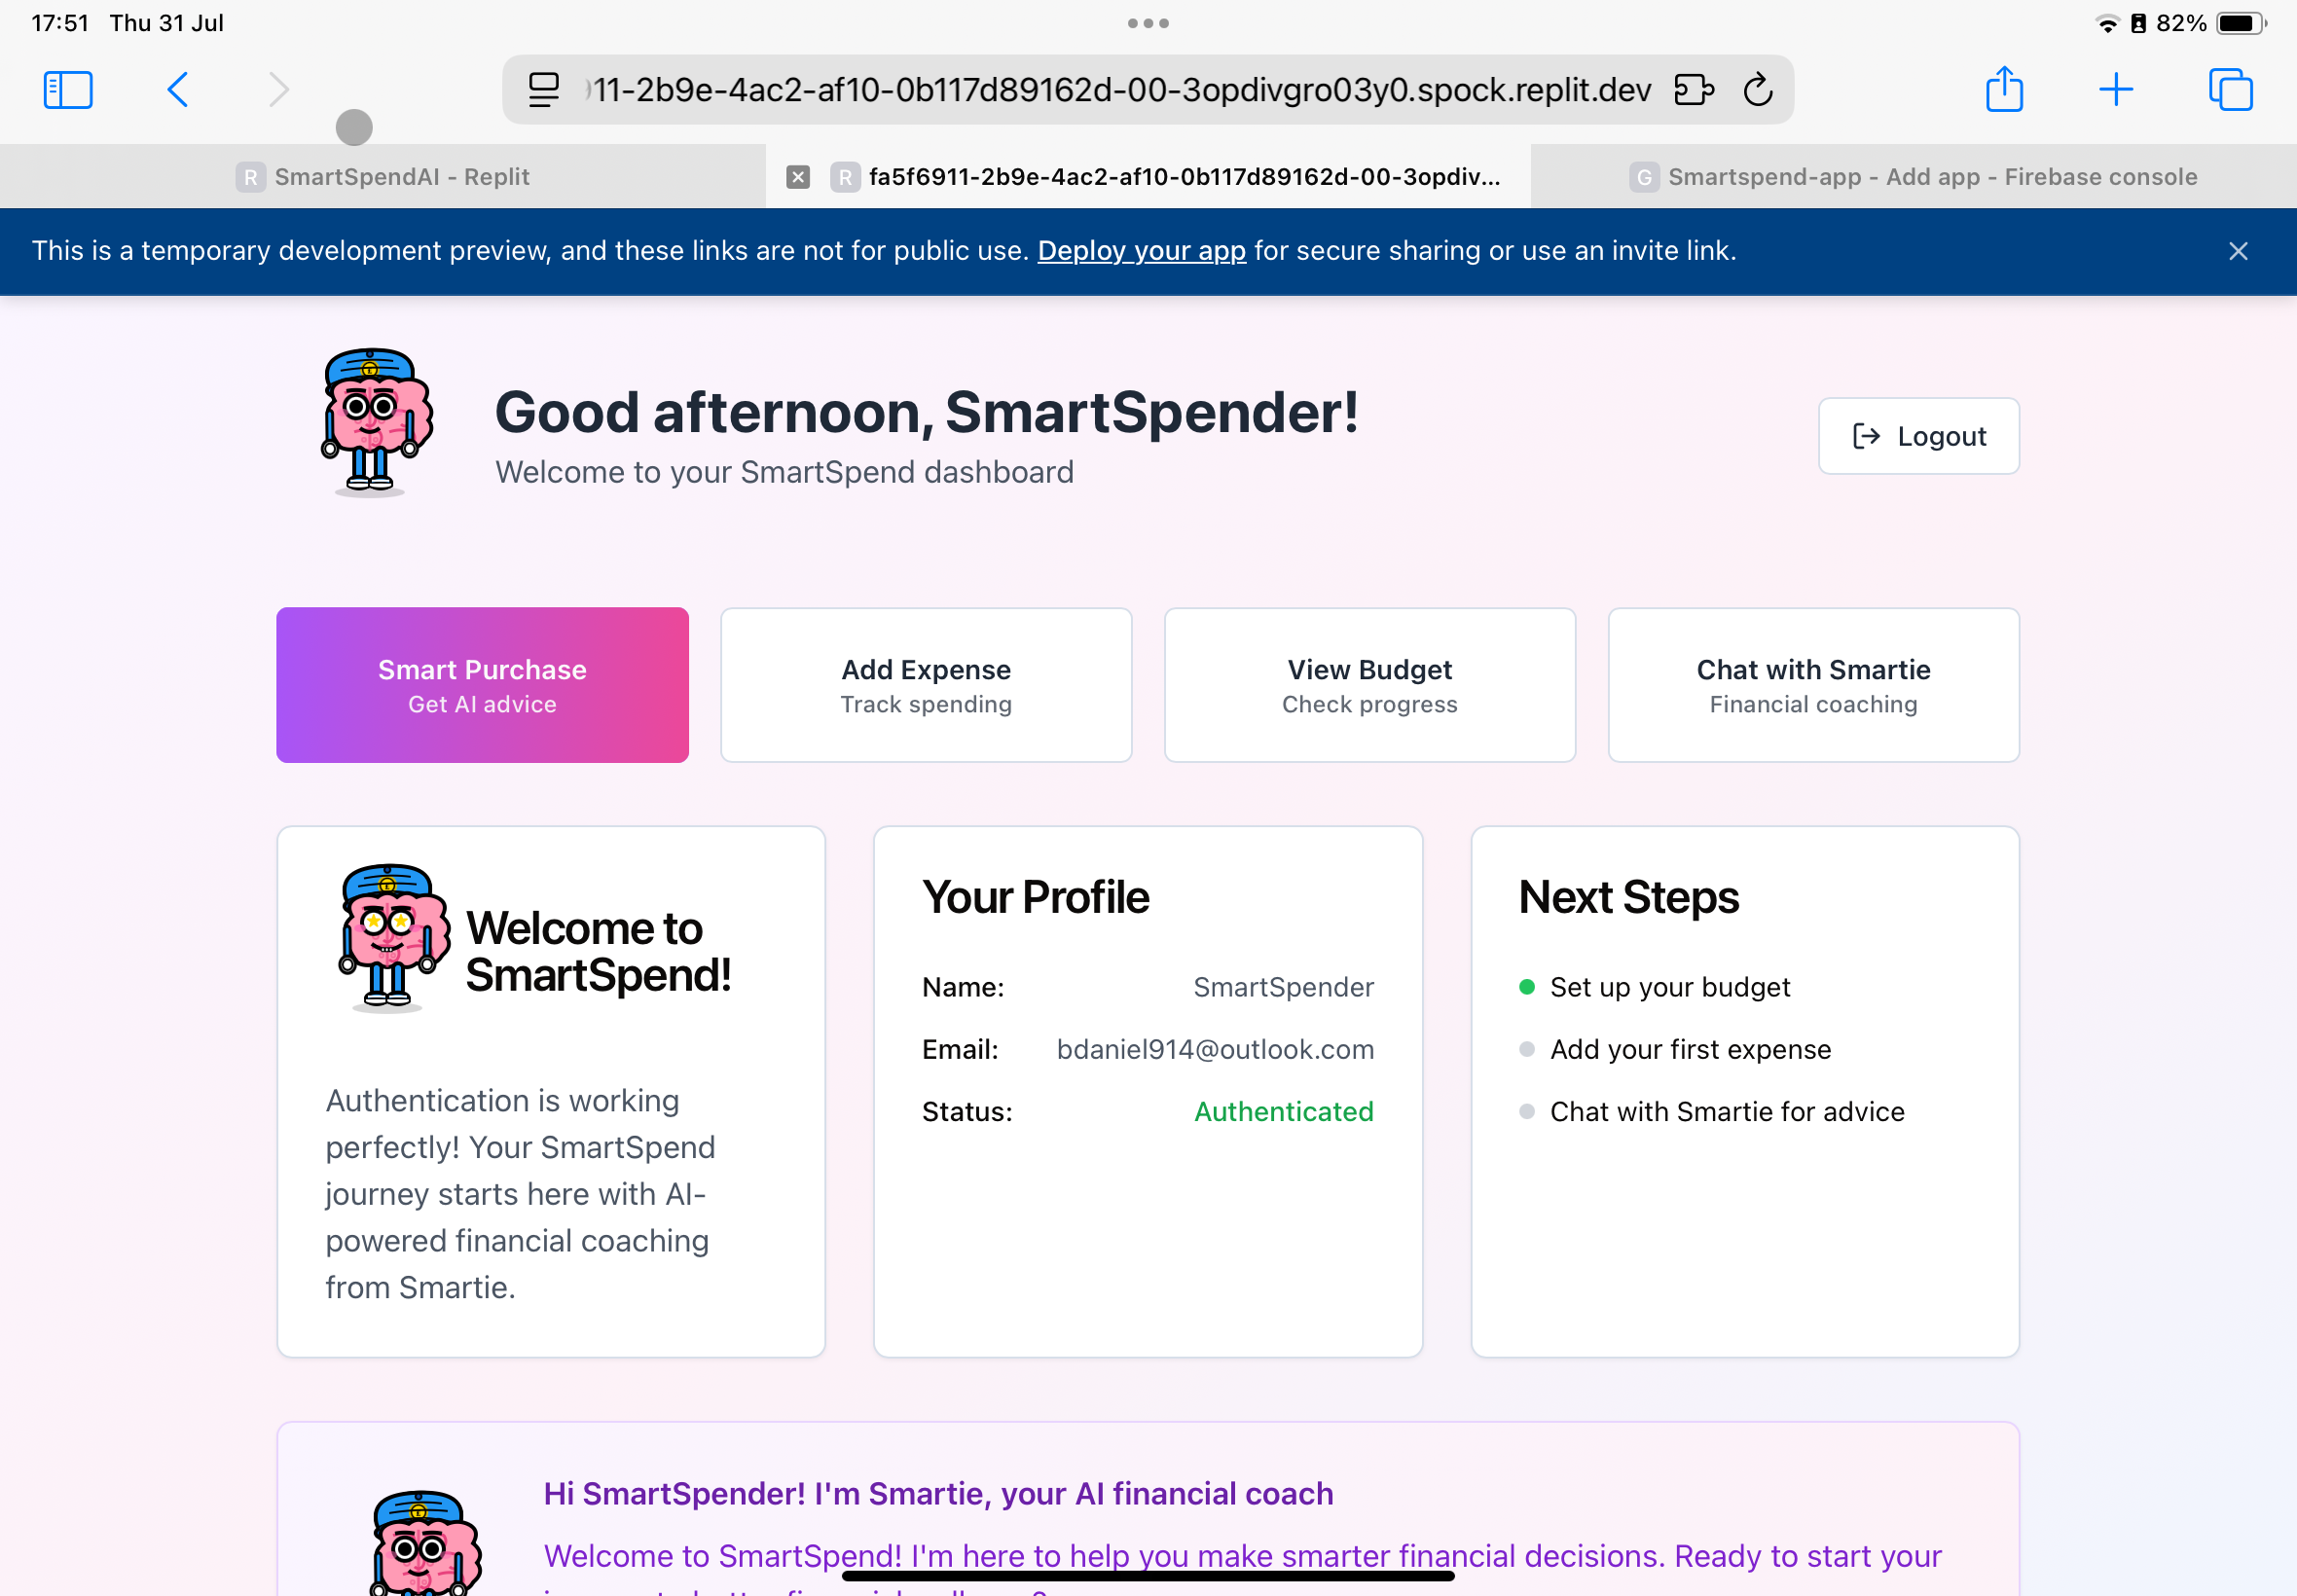 17:51 Thu 31 Jul
82%
11-2b9e-4ac2-af10-0b117d89162d-00-3opdivgro03y0.spock.replit.dev
R SmartSpendAI - Replit
R fa5f6911-2b9e-4ac2-af10-0b117d89162d-00-3opdiv...
G Smartspend-app - Add app - Firebase console
This is a temporary development preview, and these links are not for public use. Deploy your app for secure sharing or use an invite link.
Good afternoon, SmartSpender!
Welcome to your SmartSpend dashboard
Logout
Smart Purchase
Get AI advice
Add Expense
Track spending
View Budget
Check progress
Chat with Smartie
Financial coaching
Welcome to
SmartSpend!
Authentication is working
perfectly! Your SmartSpend
journey starts here with AI-
powered financial coaching
from Smartie.
Your Profile
Name: SmartSpender
Email: bdaniel914@outlook.com
Status: Authenticated
Next Steps
Set up your budget
Add your first expense
Chat with Smartie for advice
Hi SmartSpender! I'm Smartie, your AI financial coach
Welcome to SmartSpend! I'm here to help you make smarter financial decisions. Ready to start your